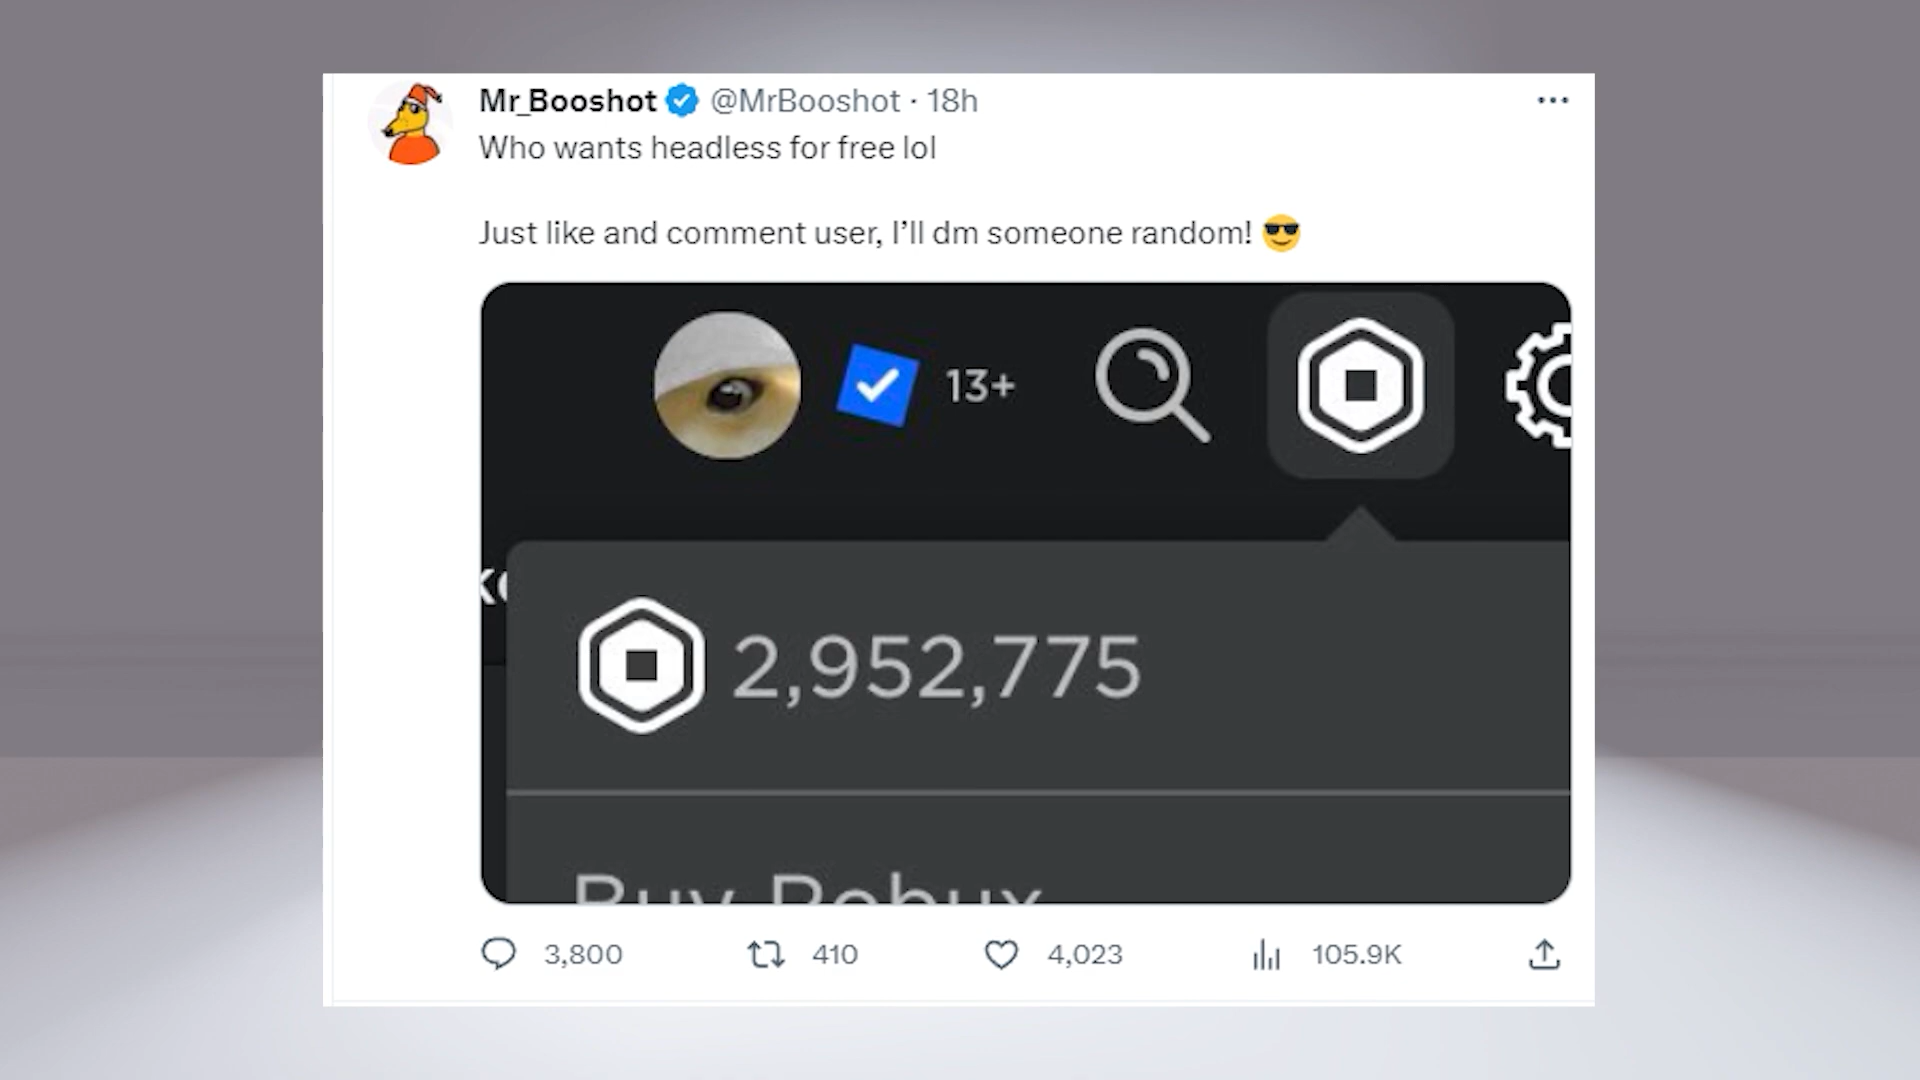 Mr_Booshot @MrBooshot · 18h
Who wants headless for free lol
Just like and comment user, I'll dm someone random! 😎
13+
2,952,775
Buy Robux
3,800 410 4,023 105.9K